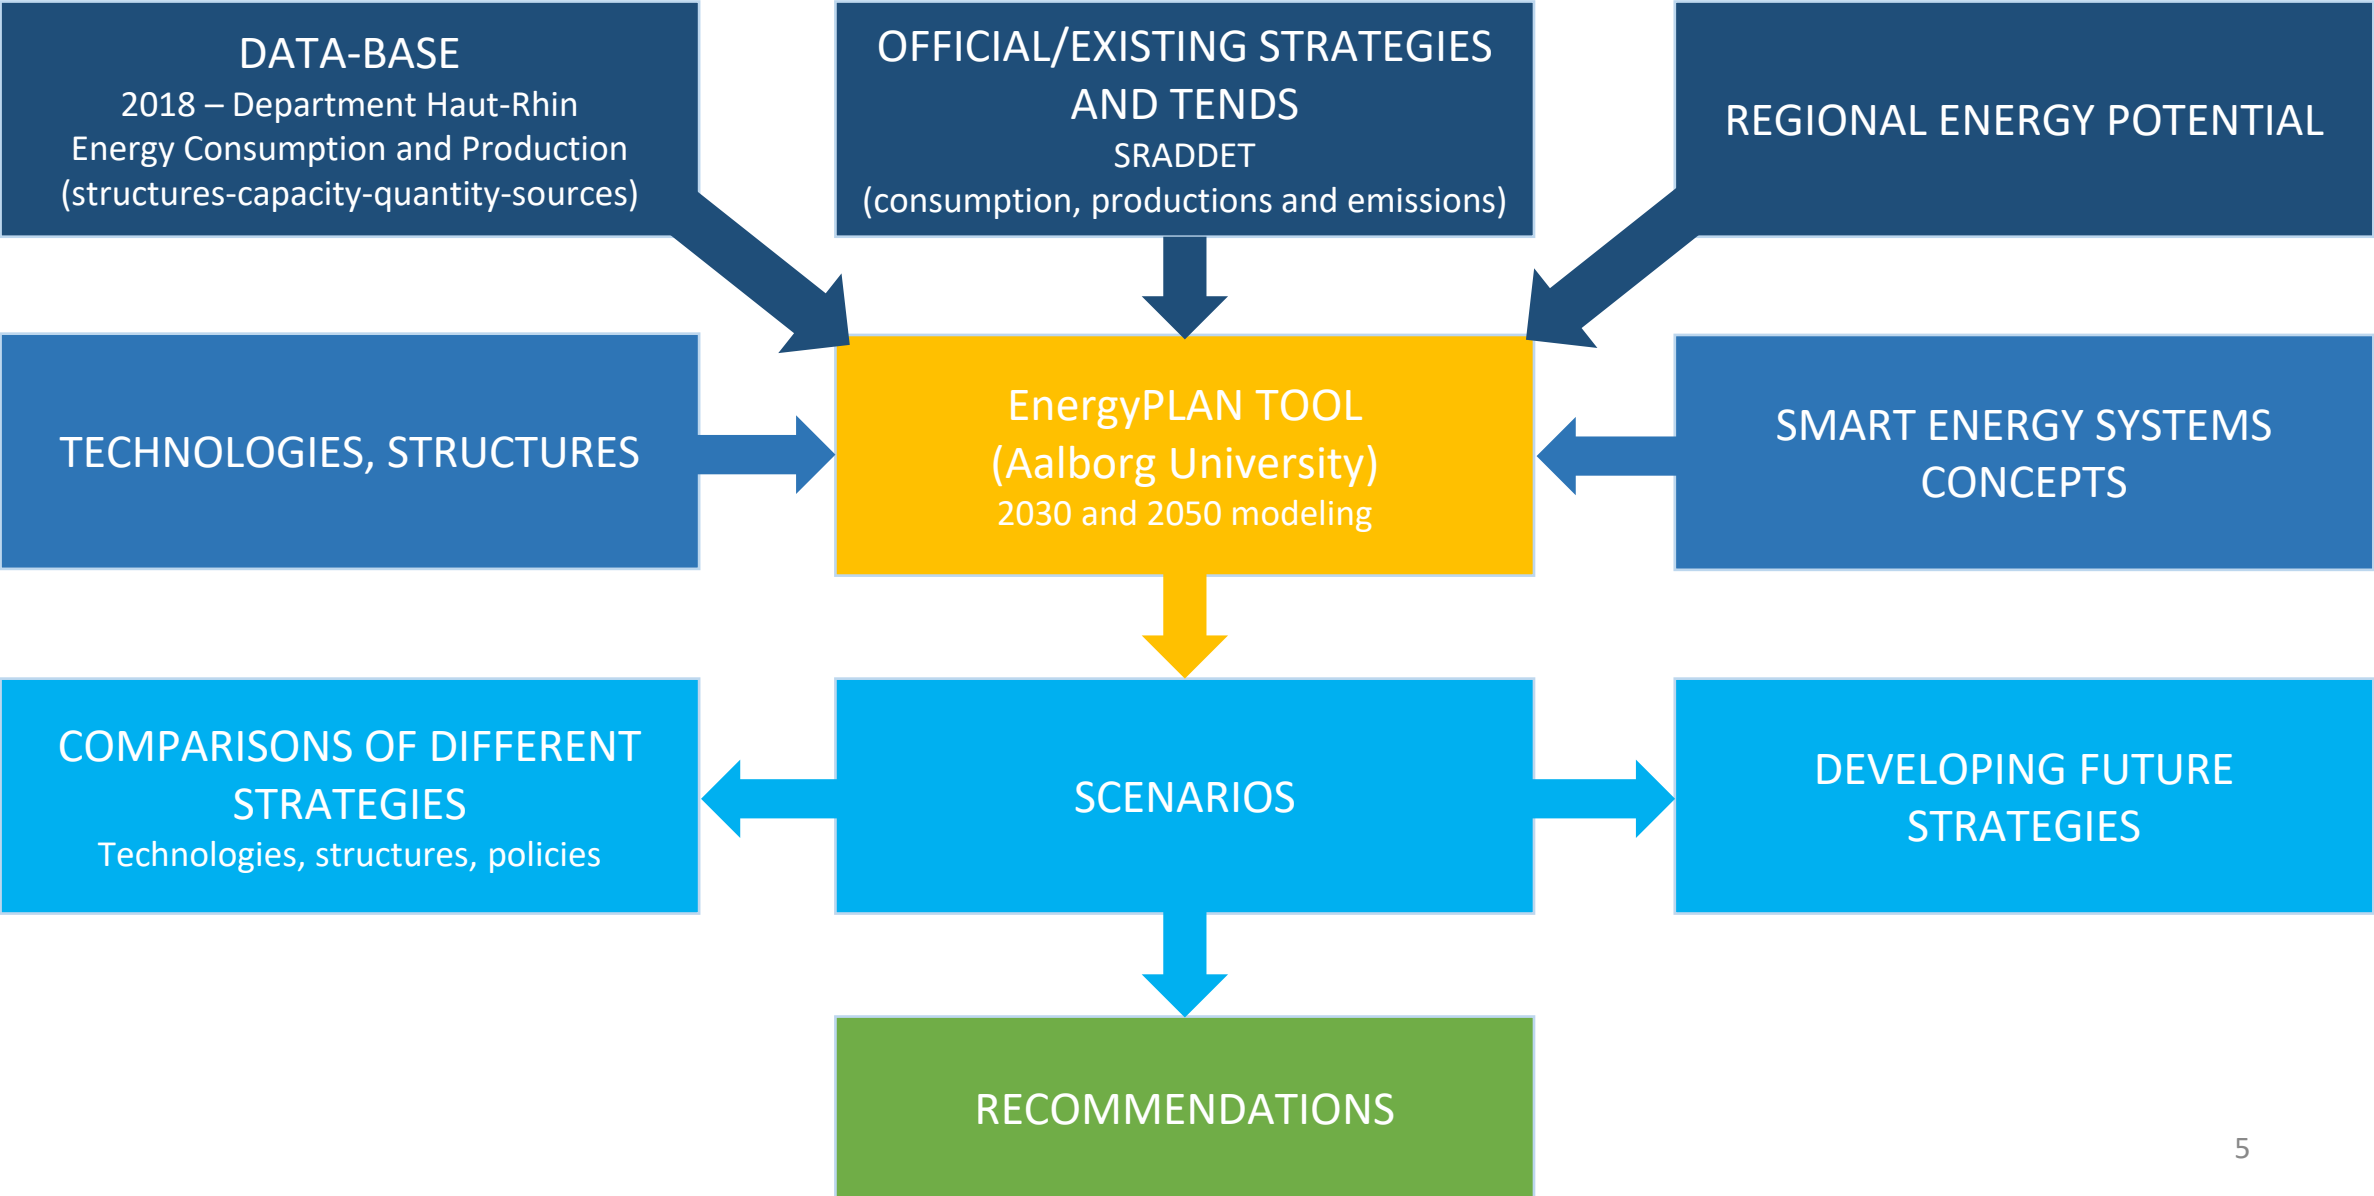 DATA-BASE
2018 – Department Haut-Rhin
Energy Consumption and Production
(structures-capacity-quantity-sources)
OFFICIAL/EXISTING STRATEGIES
AND TENDS
SRADDET
(consumption, productions and emissions)
REGIONAL ENERGY POTENTIAL
TECHNOLOGIES, STRUCTURES
EnergyPLAN TOOL
(Aalborg University)
2030 and 2050 modeling
SMART ENERGY SYSTEMS
CONCEPTS
COMPARISONS OF DIFFERENT
STRATEGIES
Technologies, structures, policies
SCENARIOS
DEVELOPING FUTURE
STRATEGIES
RECOMMENDATIONS
5